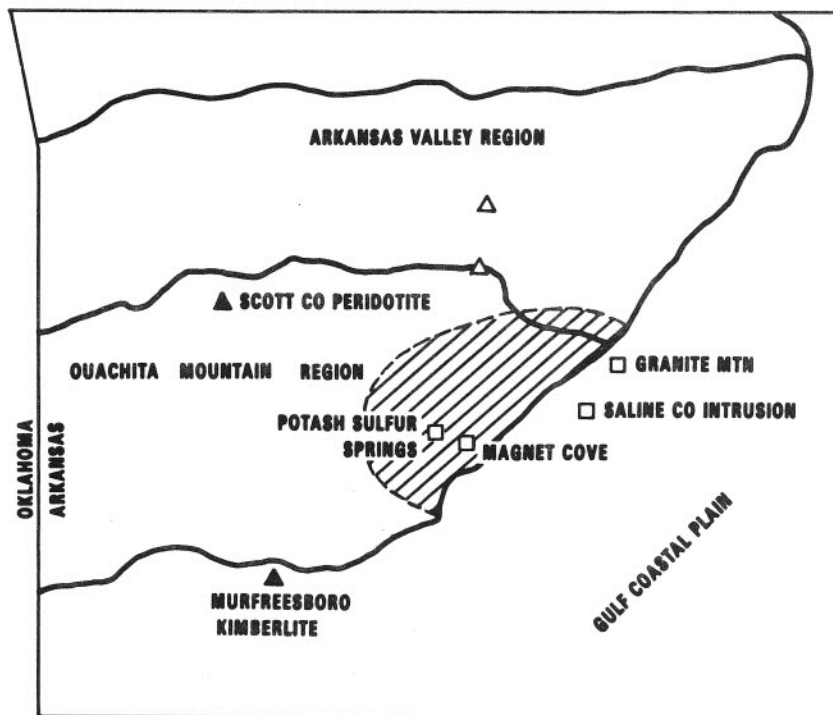 ARKANSAS VALLEY REGION
SCOTT CO PERIDOTITE
OUACHITA MOUNTAIN REGION
GRANITE MTN
SALINE CO INTRUSION
POTASH SULFUR
SPRINGS
MAGNET COVE
OKLAHOMA
ARKANSAS
GULF COASTAL PLAIN
MURFREESBORO
KIMBERLITE